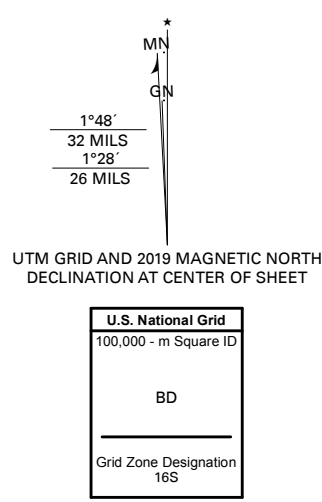 ★
MN
GN
1°48´
32 MILS
1°28´
26 MILS
UTM GRID AND 2019 MAGNETIC NORTH
DECLINATION AT CENTER OF SHEET
U.S. National Grid
100,000 - m Square ID
BD
Grid Zone Designation
16S